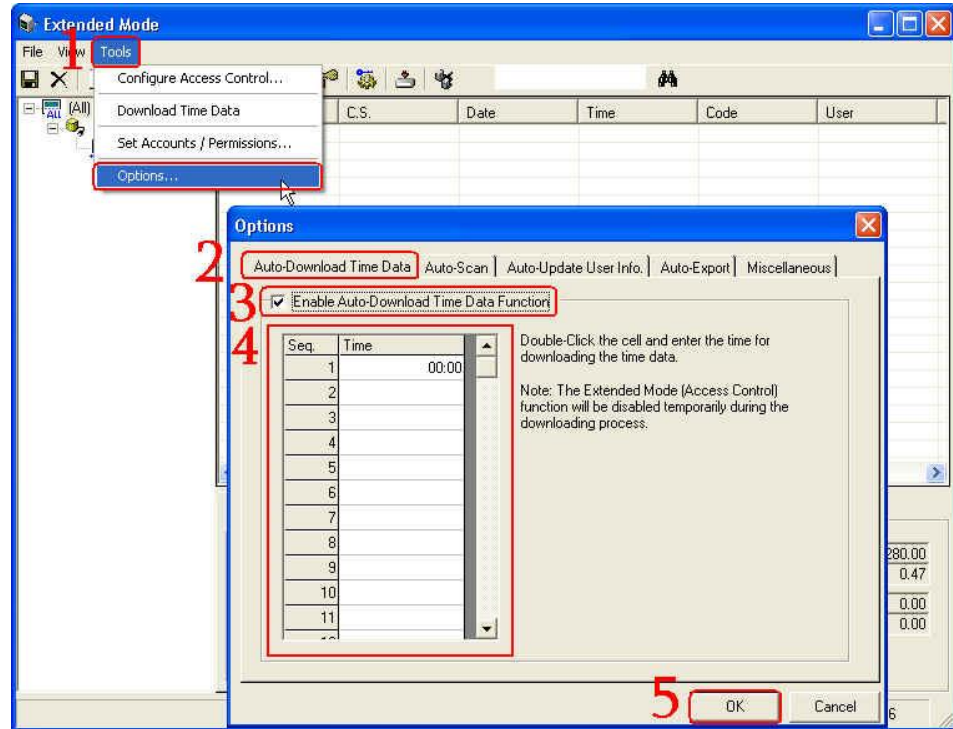 Extended Mode
1
File View Tools
Configure Access Control...
Download Time Data
Set Accounts / Permissions...
Options...
(All)
ALL
C.S. Date Time Code User
Options
2
Auto-Download Time Data Auto-Scan Auto-Update User Info. Auto-Export Miscellaneous
3
Enable Auto-Download Time Data Function
4
Seq. Time
1 00:00
2
3
4
5
6
7
8
9
10
11
Double-Click the cell and enter the time for
downloading the time data.
Note: The Extended Mode (Access Control)
function will be disabled temporarily during the
downloading process.
280.00
0.47
0.00
0.00
5
OK Cancel
6